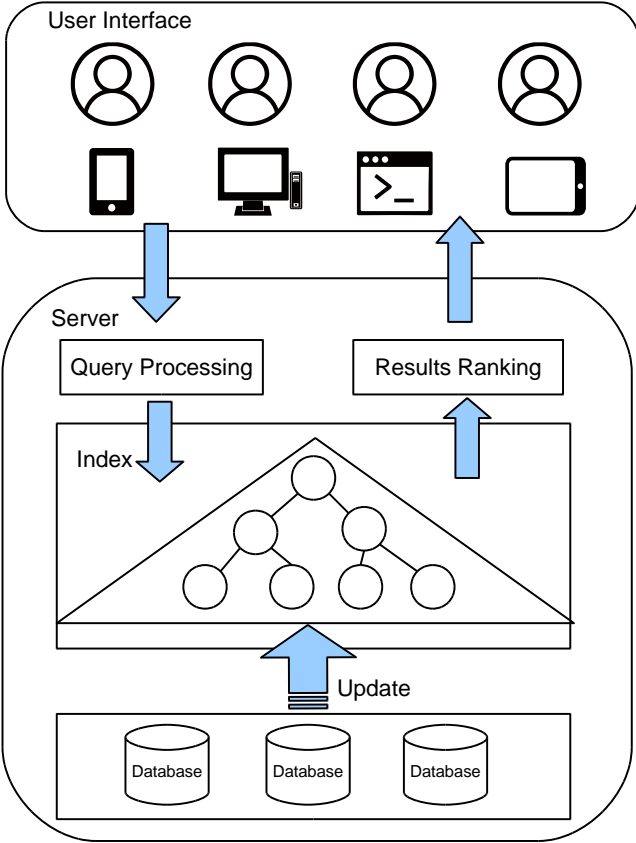 User Interface
>_
Server
Query Processing
Results Ranking
Index
Update
Database
Database
Database